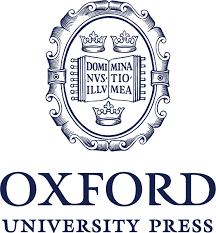 DOMI MINA
NVS· TIO
ILLV MEA
OXFORD
UNIVERSITY PRESS